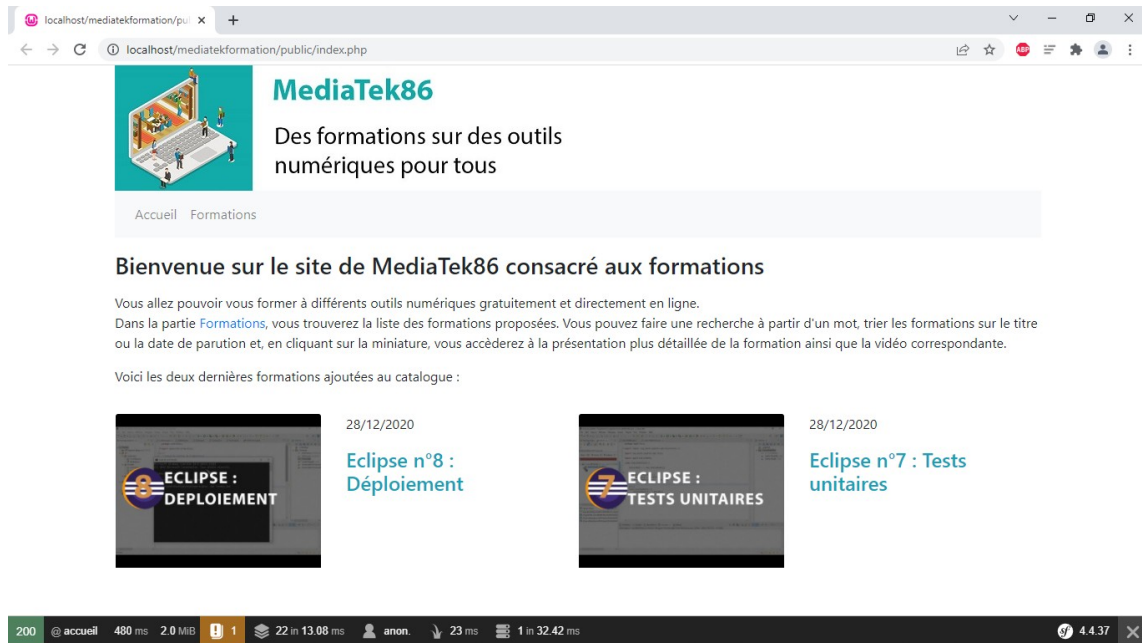 localhost/mediatekformation/pu
localhost/mediatekformation/public/index.php
ABP
MediaTek86
Des formations sur des outils
numériques pour tous
Accueil Formations
Bienvenue sur le site de MediaTek86 consacré aux formations
Vous allez pouvoir vous former à différents outils numériques gratuitement et directement en ligne.
Dans la partie Formations, vous trouverez la liste des formations proposées. Vous pouvez faire une recherche à partir d'un mot, trier les formations sur le titre
ou la date de parution et, en cliquant sur la miniature, vous accèderez à la présentation plus détaillée de la formation ainsi que la vidéo correspondante.
Voici les deux dernières formations ajoutées au catalogue :
8 ECLIPSE :
DEPLOIEMENT
28/12/2020
Eclipse n°8 :
Déploiement
7 ECLIPSE :
TESTS UNITAIRES
28/12/2020
Eclipse n°7 : Tests
unitaires
200 @ accueil 480 ms 2.0 MiB 1 22 in 13.08 ms anon. 23 ms 1 in 32.42 ms sf 4.4.37